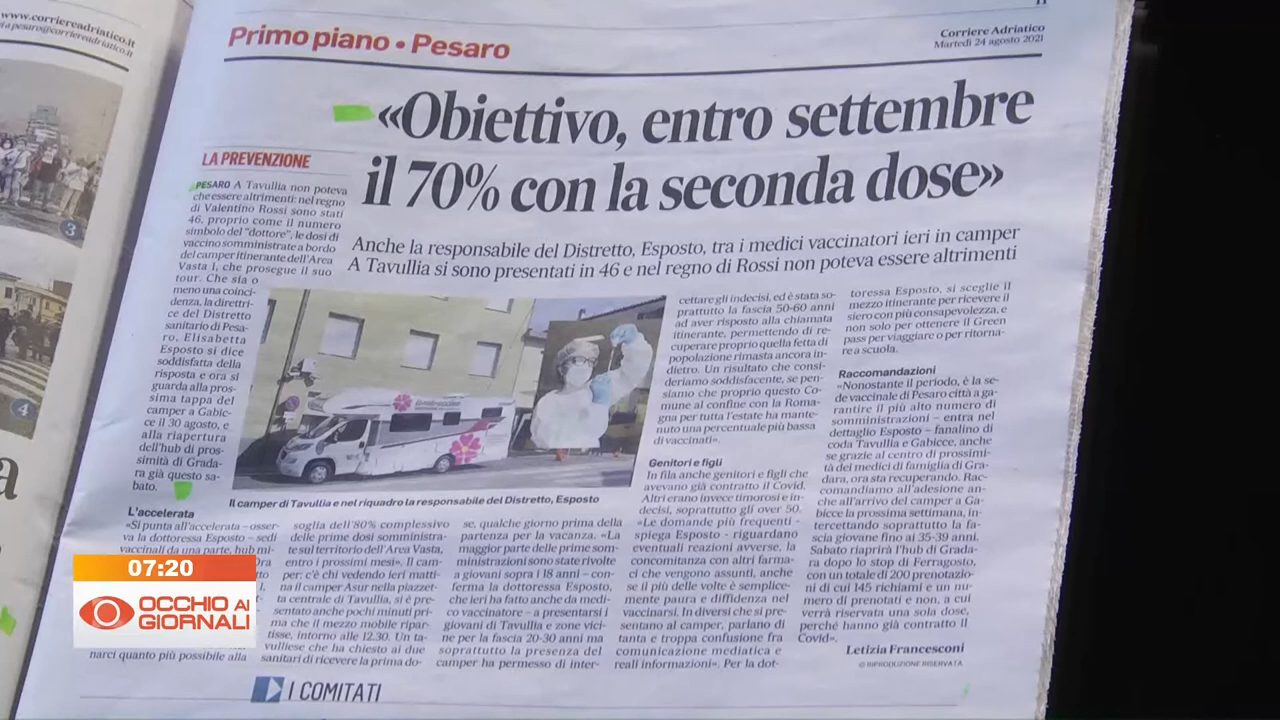 www.corriereadriatico.it
pesaro@corriereadriatico.it
Primo piano • Pesaro
Corriere Adriatico
Martedì 24 agosto 2021
«Obiettivo, entro settembre
il 70% con la seconda dose»
Anche la responsabile del Distretto, Esposto, tra i medici vaccinatori ieri in camper
A Tavullia si sono presentati in 46 e nel regno di Rossi non poteva essere altrimenti
LA PREVENZIONE
PESARO A Tavullia non poteva
che essere altrimenti: nel regno
di Valentino Rossi sono stati
46, proprio come il numero
simbolo del "dottore", le dosi di
vaccino somministrate a bordo
del camper itinerante dell'Area
Vasta 1, che prosegue il suo
tour. Che sia o
meno una coinci-
denza, la direttri-
ce del Distretto
sanitario di Pesa-
ro, Elisabetta
Esposto si dice
soddisfatta della
risposta e ora si
guarda alla pros-
sima tappa del
camper a Gabic-
ce il 30 agosto, e
alla riapertura
dell'hub di pros-
simità di Grada-
ra già questo sa-
bato.
Il camper di Tavullia e nel riquadro la responsabile del Distretto, Esposto
L'accelerata
«Si punta all'accelerata – osser-
va la dottoressa Esposto – sedi
vaccinali da una parte, hub mi-
narci quanto più possibile alla
soglia dell'80% complessivo
delle prime dosi somministra-
te sul territorio dell'Area Vasta,
entro i prossimi mesi». Il cam-
per: c'è chi vedendo ieri matti-
na il camper Asur nella piazzet-
ta centrale di Tavullia, si è pre-
sentato anche pochi minuti pri-
ma che il mezzo mobile ripar-
tisse, intorno alle 12.30. Un ta-
vulliese che ha chiesto ai due
sanitari di ricevere la prima do-
se, qualche giorno prima della
partenza per la vacanza. «La
maggior parte delle prime som-
ministrazioni sono state rivolte
a giovani sopra i 18 anni – con-
ferma la dottoressa Esposto,
che ieri ha fatto anche da medi-
co vaccinatore – a presentarsi i
giovani di Tavullia e zone vici-
ne per la fascia 20-30 anni ma
soprattutto la presenza del
camper ha permesso di inter-
cettare gli indecisi, ed è stata so-
prattutto la fascia 50-60 anni
ad aver risposto alla chiamata
itinerante, permettendo di re-
cuperare proprio quella fetta di
popolazione rimasta ancora in-
dietro. Un risultato che consi-
deriamo soddisfacente, se pen-
siamo che proprio questo Co-
mune al confine con la Roma-
gna per tutta l'estate ha mante-
nuto una percentuale più bassa
di vaccinati».
Genitori e figli
In fila anche genitori e figli che
avevano già contratto il Covid.
Altri erano invece timorosi e in-
decisi, soprattutto gli over 50.
«Le domande più frequenti -
spiega Esposto - riguardano
eventuali reazioni avverse, la
concomitanza con altri farma-
ci che vengono assunti, anche
se il più delle volte è semplice-
mente paura e diffidenza nel
vaccinarsi. In diversi che si pre-
sentano al camper, parlano di
tanta e troppa confusione fra
comunicazione mediatica e
reali informazioni». Per la dot-
toressa Esposto, si sceglie il
mezzo itinerante per ricevere il
siero con più consapevolezza, e
non solo per ottenere il Green
pass per viaggiare o per ritorna-
re a scuola.
Raccomandazioni
«Nonostante il periodo, è la se-
de vaccinale di Pesaro città a ga-
rantire il più alto numero di
somministrazioni – entra nel
dettaglio Esposto – fanalino di
coda Tavullia e Gabicce, anche
se grazie al centro di prossimi-
tà dei medici di famiglia di Gra-
dara, ora sta recuperando. Rac-
comandiamo all'adesione an-
che all'arrivo del camper a Ga-
bicce la prossima settimana, in-
tercettando soprattutto la fa-
scia giovane fino ai 35-39 anni.
Sabato riaprirà l'hub di Grada-
ra dopo lo stop di Ferragosto,
con un totale di 200 prenotazio-
ni di cui 145 richiami e un nu-
mero di prenotati e non, a cui
verrà riservata una sola dose,
perché hanno già contratto il
Covid».
Letizia Francesconi
© RIPRODUZIONE RISERVATA
I COMITATI
3
4
07:20
OCCHIO AI
GIORNALI